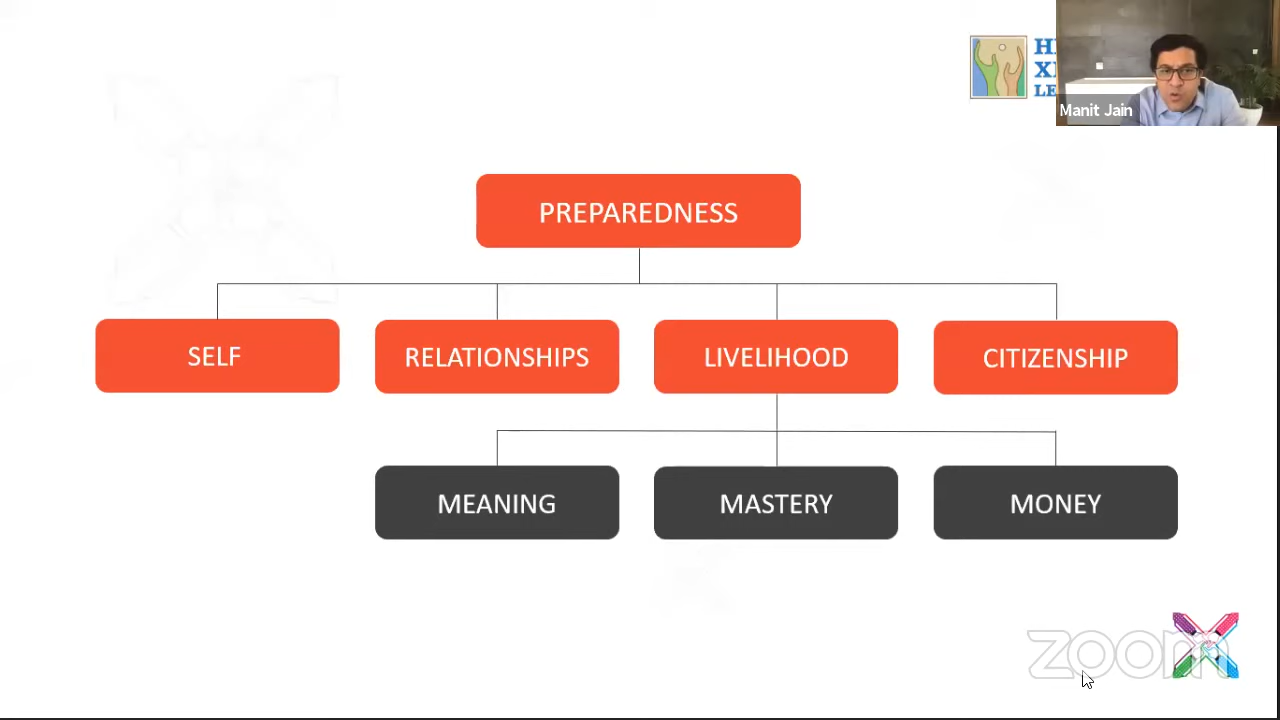 Manit Jain
PREPAREDNESS
SELF
RELATIONSHIPS
LIVELIHOOD
CITIZENSHIP
MEANING
MASTERY
MONEY
zoom